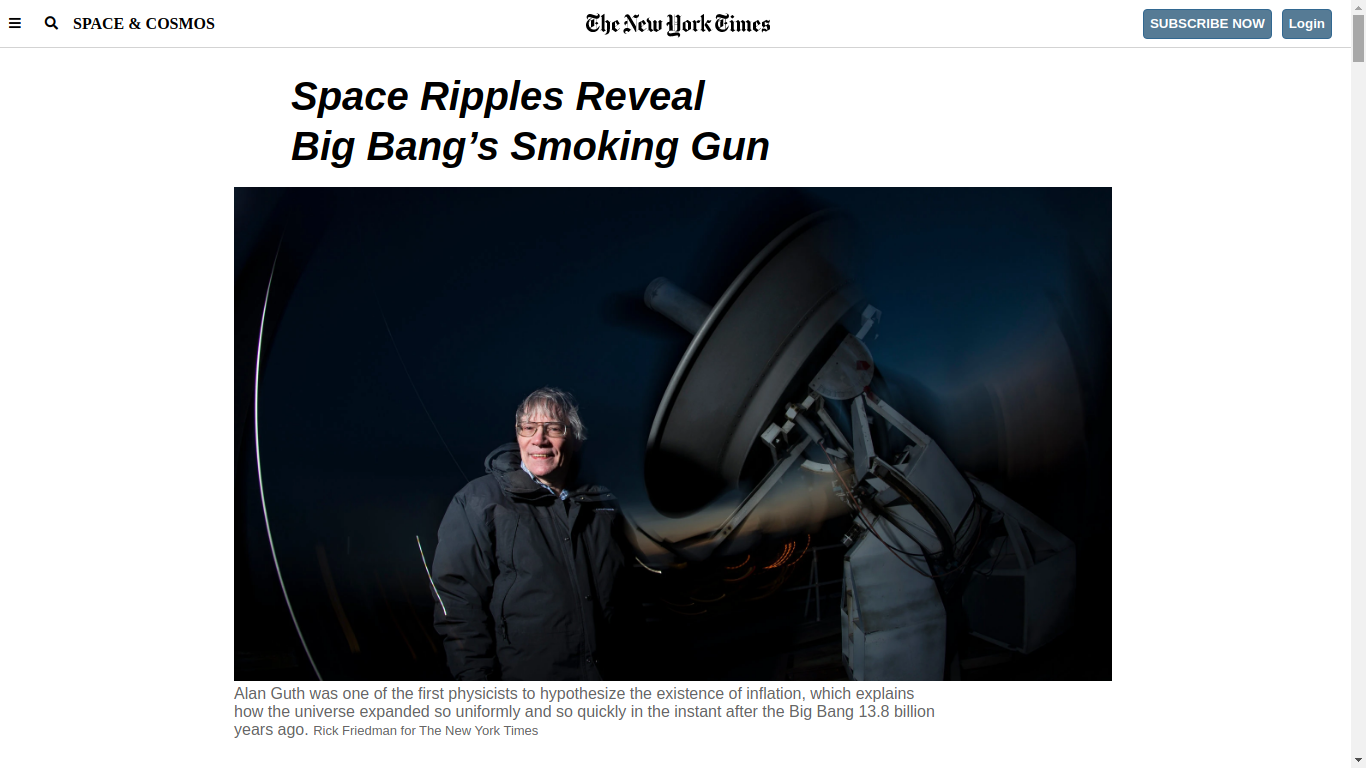 SPACE & COSMOS
The New York Times
SUBSCRIBE NOW
Login
Space Ripples Reveal
Big Bang’s Smoking Gun
Alan Guth was one of the first physicists to hypothesize the existence of inflation, which explains
how the universe expanded so uniformly and so quickly in the instant after the Big Bang 13.8 billion
years ago. Rick Friedman for The New York Times